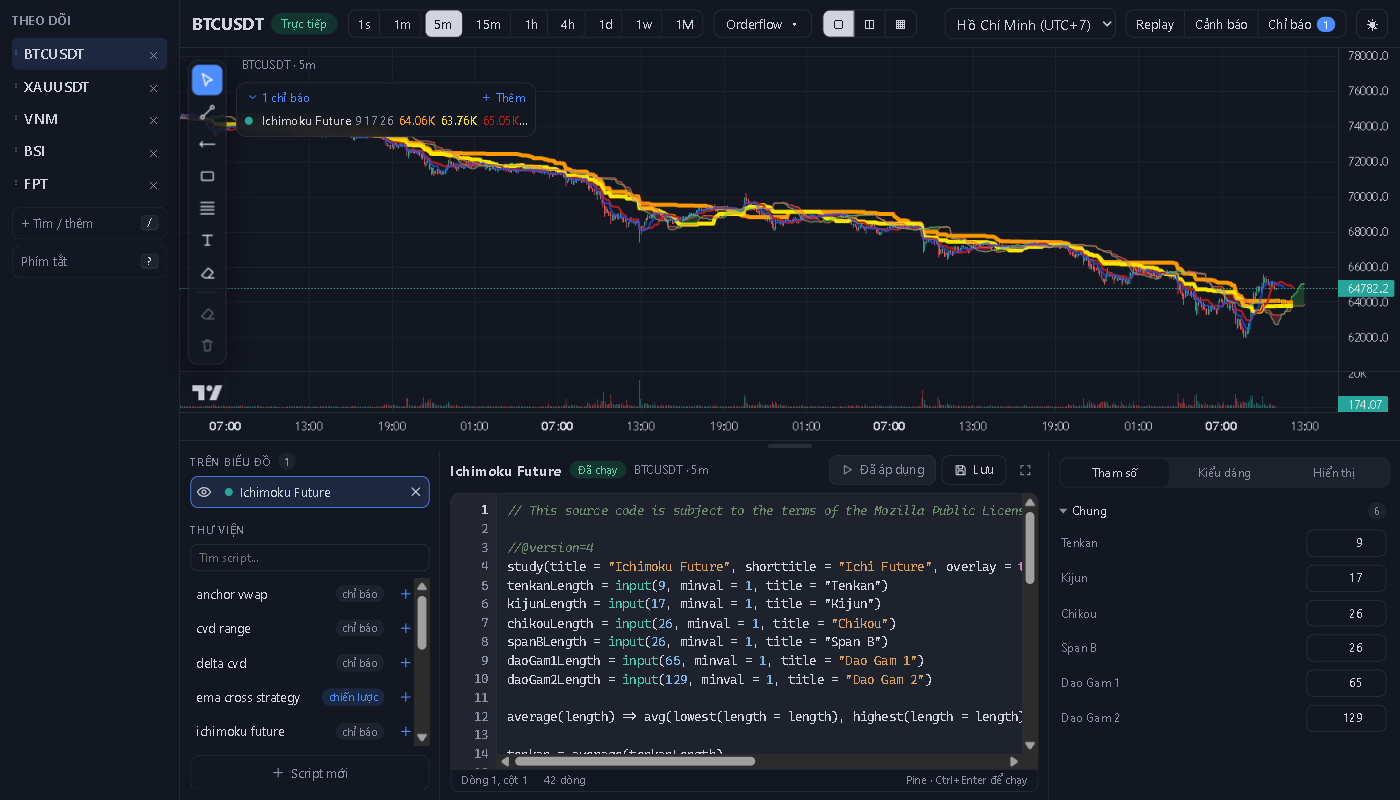 THEO DÕI
BTCUSDT
XAUUSDT
VNM
BSI
FPT
+ Tìm / thêm /
Phím tắt ?
BTCUSDT Trực tiếp 1s 1m 5m 15m 1h 4h 1d 1w 1M Orderflow Hồ Chí Minh (UTC+7) Replay Cảnh báo Chỉ báo 1
BTCUSDT · 5m
1 chỉ báo + Thêm
Ichimoku Future 9 17 26 64.06K 63.76K 65.05K...
78000.0
76000.0
74000.0
72000.0
70000.0
68000.0
66000.0
64782.2
64000.0
62000.0
20K
174.07
07:00 13:00 19:00 01:00 07:00 13:00 19:00 01:00 07:00 13:00 19:00 01:00 07:00 13:00
TRÊN BIỂU ĐỒ 1
Ichimoku Future
THƯ VIỆN
Tìm script...
anchor vwap chỉ báo +
cvd range chỉ báo +
delta cvd chỉ báo +
ema cross strategy chiến lược +
ichimoku future chỉ báo +
+ Script mới
Ichimoku Future Đã chạy BTCUSDT · 5m Đã áp dụng Lưu
1 // This source code is subject to the terms of the Mozilla Public Licens
2
3 //@version=4
4 study(title = "Ichimoku Future", shorttitle = "Ichi Future", overlay = t
5 tenkanLength = input(9, minval = 1, title = "Tenkan")
6 kijunLength = input(17, minval = 1, title = "Kijun")
7 chikouLength = input(26, minval = 1, title = "Chikou")
8 spanBLength = input(26, minval = 1, title = "Span B")
9 daoGam1Length = input(65, minval = 1, title = "Dao Gam 1")
10 daoGam2Length = input(129, minval = 1, title = "Dao Gam 2")
11
12 average(length) => avg(lowest(length = length), highest(length = length)
13
14 tenkan = average(tenkanLength)
Dòng 1, cột 1 42 dòng Pine · Ctrl+Enter để chạy
Tham số Kiểu dáng Hiển thị
Chung 6
Tenkan 9
Kijun 17
Chikou 26
Span B 26
Dao Gam 1 65
Dao Gam 2 129